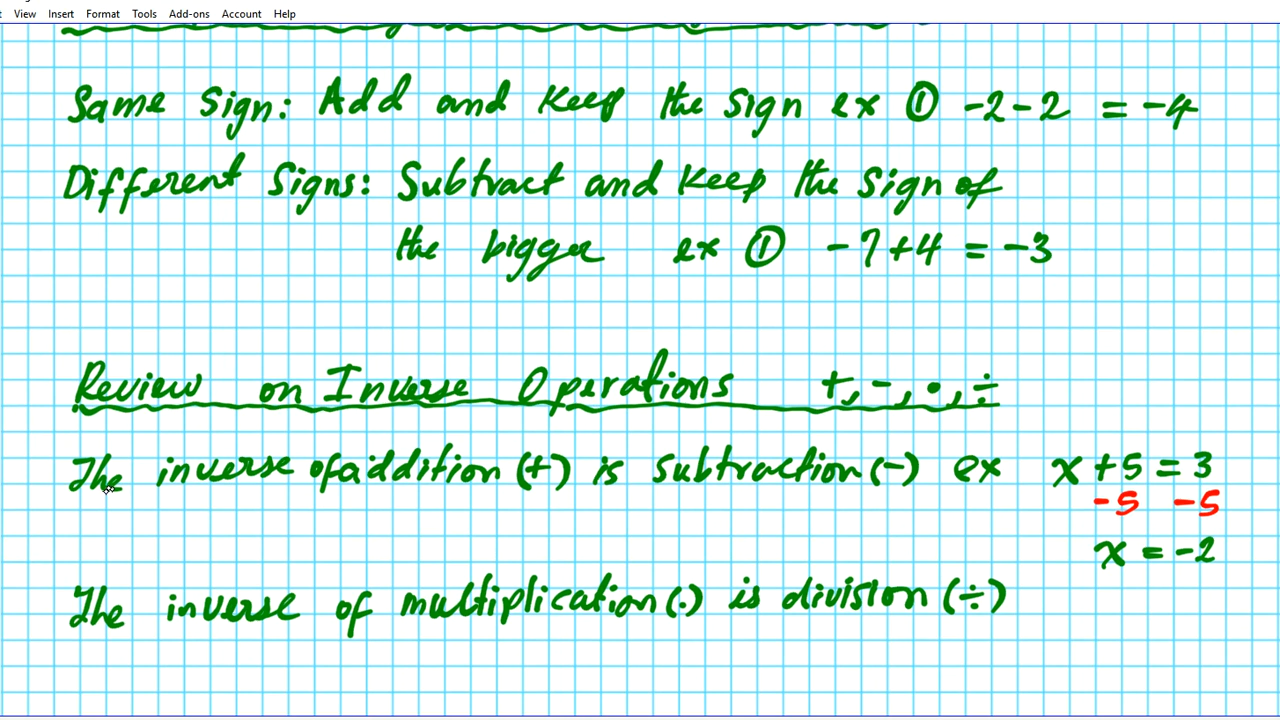 View Insert Format Tools Add-ons Account Help
Same Sign: Add and Keep the Sign ex ① -2-2 = -4
Different Signs: Subtract and Keep the Sign of
the bigger ex ① -7+4 = -3
Review on Inverse Operations +, -, •, ÷
The inverse of addition (+) is subtraction (-) ex x+5=3
-5 -5
x = -2
The inverse of multiplication (.) is division (÷)